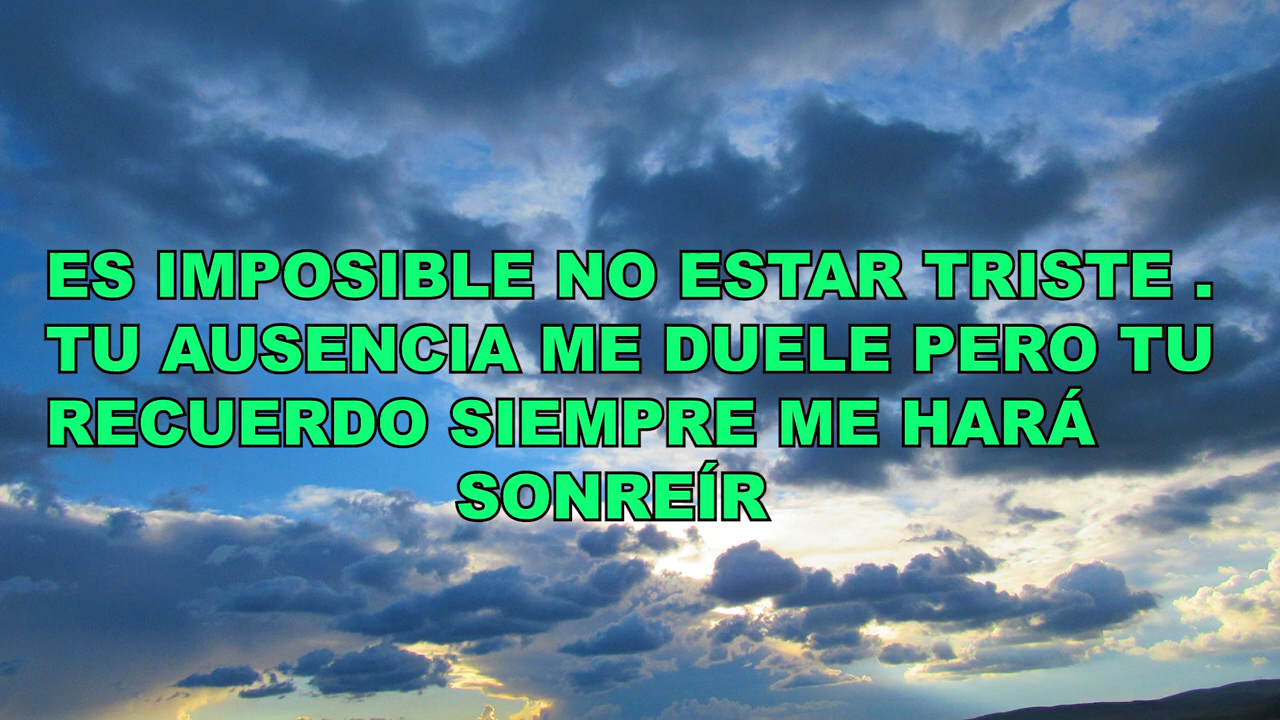 ES IMPOSIBLE NO ESTAR TRISTE .
TU AUSENCIA ME DUELE PERO TU
RECUERDO SIEMPRE ME HARÁ
SONREÍR